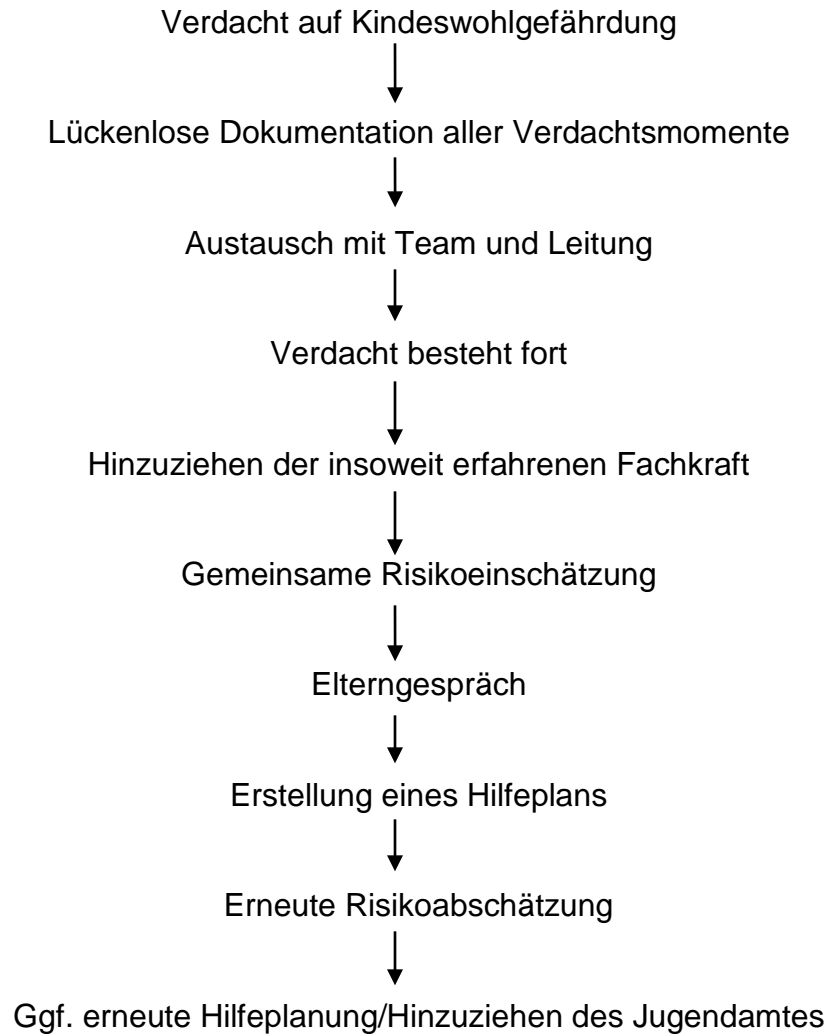 Verdacht auf Kindeswohlgefährdung
Lückenlose Dokumentation aller Verdachtsmomente
Austausch mit Team und Leitung
Verdacht besteht fort
Hinzuziehen der insoweit erfahrenen Fachkraft
Gemeinsame Risikoeinschätzung
Elterngespräch
Erstellung eines Hilfeplans
Erneute Risikoabschätzung
Ggf. erneute Hilfeplanung/Hinzuziehen des Jugendamtes